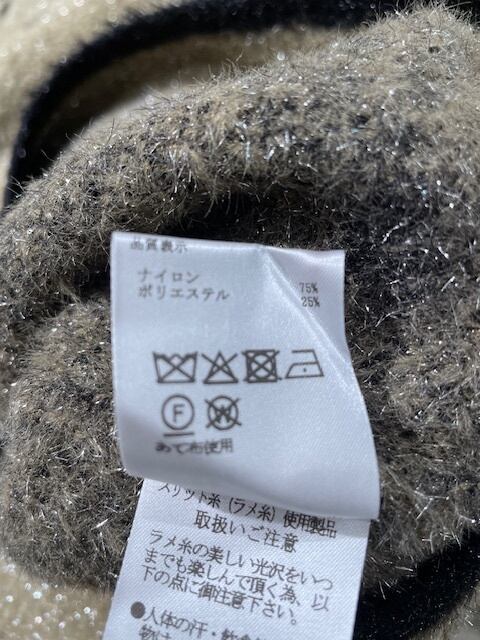 品質表示
ナイロン 75%
ポリエステル 25%
F W
あて布使用
スリット糸(ラメ糸)使用製品
取扱いご注意
ラメ糸の美しい光沢をいつ
までも楽しんで頂く為、以
下の点に御注意下さい。
●人体の汗・飲食
物は